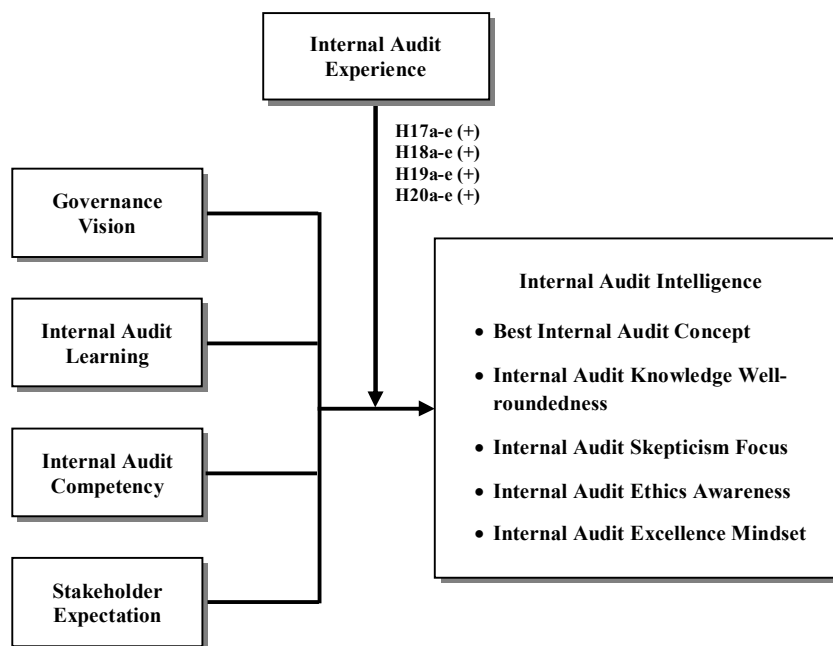 Internal Audit
Experience
H17a-e (+)
H18a-e (+)
H19a-e (+)
H20a-e (+)
Governance
Vision
Internal Audit
Learning
Internal Audit
Competency
Stakeholder
Expectation
Internal Audit Intelligence
• Best Internal Audit Concept
• Internal Audit Knowledge Well-
roundedness
• Internal Audit Skepticism Focus
• Internal Audit Ethics Awareness
• Internal Audit Excellence Mindset